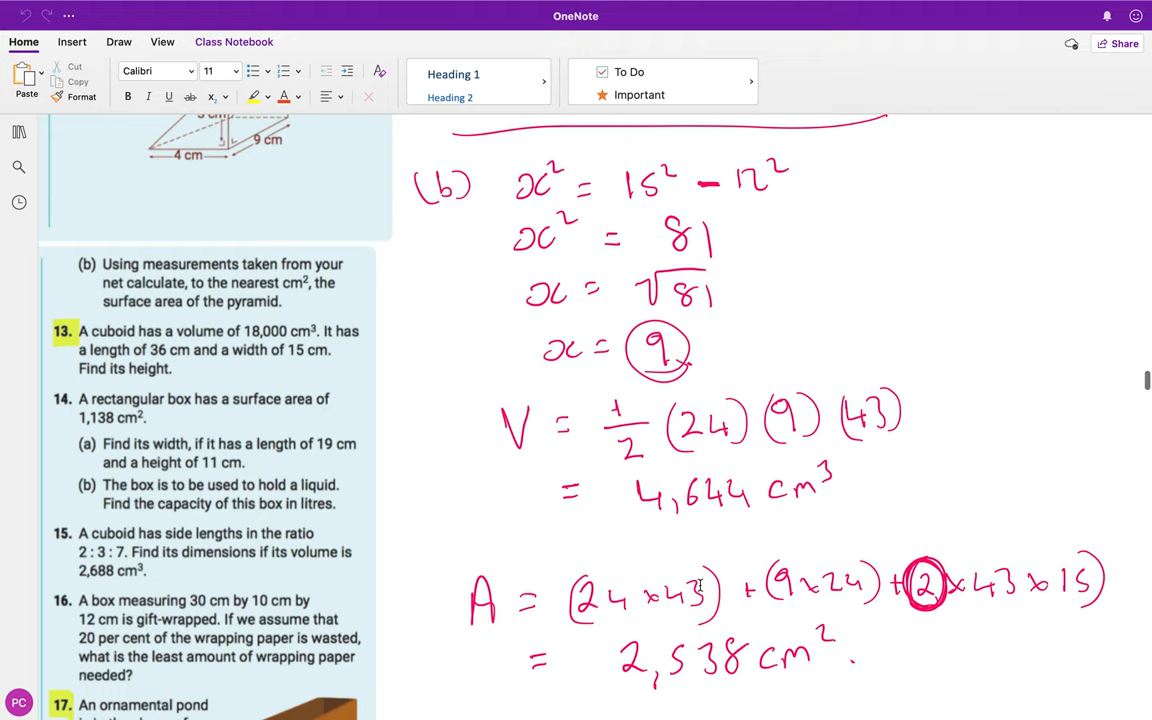 OneNote
Home Insert Draw View Class Notebook
Share
Paste
Cut
Copy
Format
Calibri 11
B I U ab x₂ A
Heading 1
Heading 2
To Do
Important
9 cm
4 cm
(b) Using measurements taken from your
net calculate, to the nearest cm², the
surface area of the pyramid.
13. A cuboid has a volume of 18,000 cm³. It has
a length of 36 cm and a width of 15 cm.
Find its height.
14. A rectangular box has a surface area of
1,138 cm².
(a) Find its width, if it has a length of 19 cm
and a height of 11 cm.
(b) The box is to be used to hold a liquid.
Find the capacity of this box in litres.
15. A cuboid has side lengths in the ratio
2 : 3 : 7. Find its dimensions if its volume is
2,688 cm³.
16. A box measuring 30 cm by 10 cm by
12 cm is gift-wrapped. If we assume that
20 per cent of the wrapping paper is wasted,
what is the least amount of wrapping paper
needed?
17. An ornamental pond
PC
(b) x² = 15² - 12²
x² = 81
x = √81
x = 9
V = 1/2 (24) (9) (43)
= 4,644 cm³
A = (24 × 43) + (9 × 24) + (2 × 43 × 15)
= 2,538 cm².